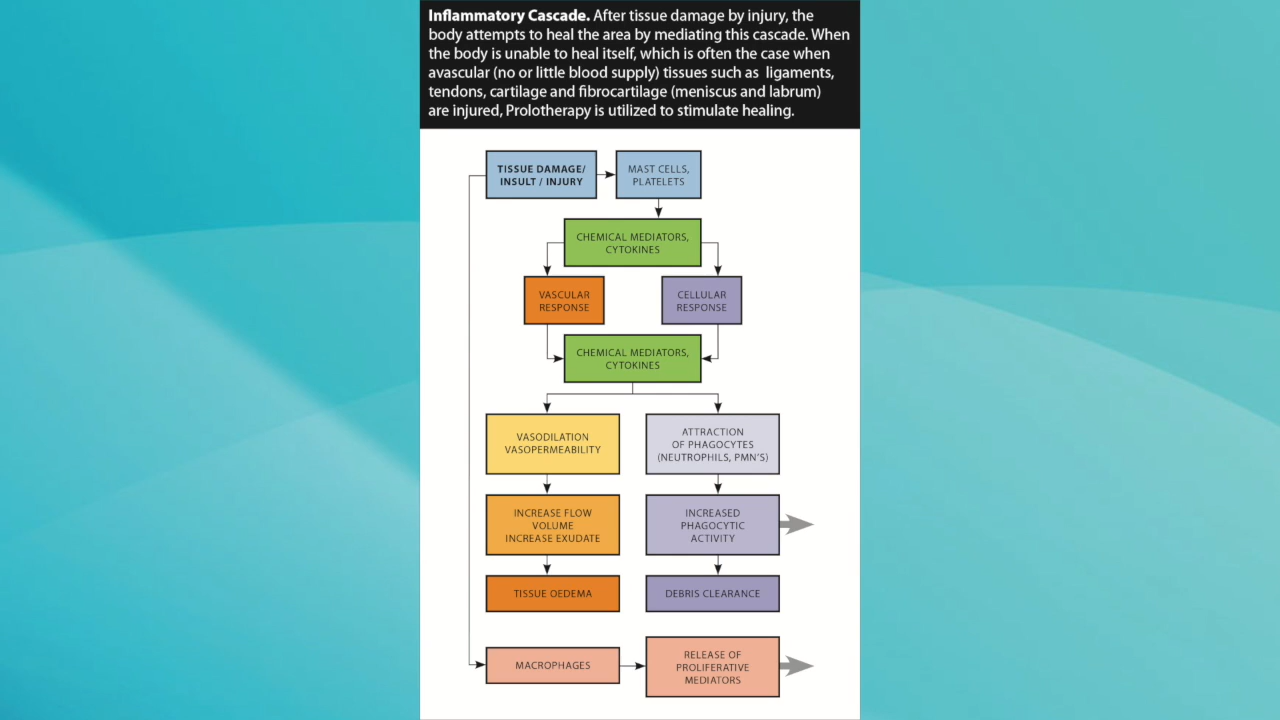 Inflammatory Cascade. After tissue damage by injury, the
body attempts to heal the area by mediating this cascade. When
the body is unable to heal itself, which is often the case when
avascular (no or little blood supply) tissues such as ligaments,
tendons, cartilage and fibrocartilage (meniscus and labrum)
are injured, Prolotherapy is utilized to stimulate healing.
TISSUE DAMAGE/
INSULT / INJURY
MAST CELLS,
PLATELETS
CHEMICAL MEDIATORS,
CYTOKINES
VASCULAR
RESPONSE
CELLULAR
RESPONSE
CHEMICAL MEDIATORS,
CYTOKINES
VASODILATION
VASOPERMEABILITY
ATTRACTION
OF PHAGOCYTES
(NEUTROPHILS, PMN'S)
INCREASE FLOW
VOLUME
INCREASE EXUDATE
INCREASED
PHAGOCYTIC
ACTIVITY
TISSUE OEDEMA
DEBRIS CLEARANCE
MACROPHAGES
RELEASE OF
PROLIFERATIVE
MEDIATORS